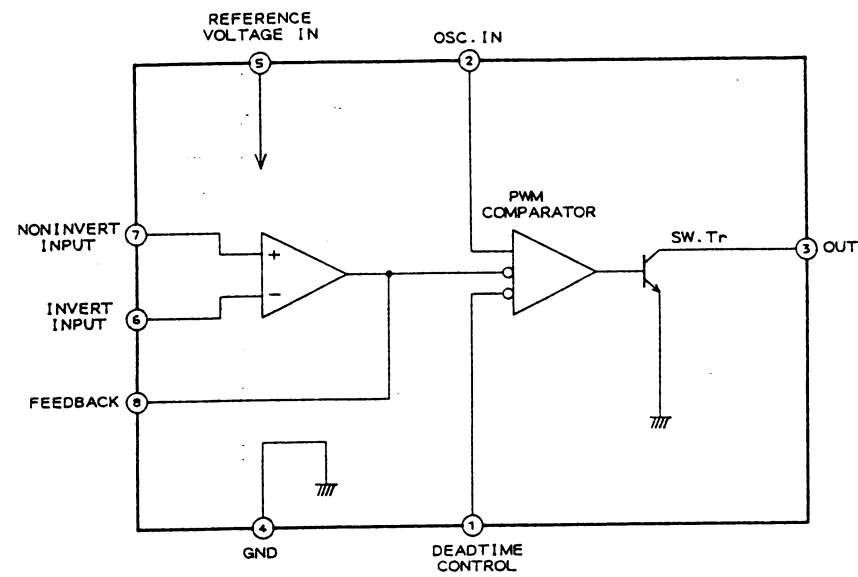 REFERENCE
VOLTAGE IN
OSC.IN
5
2
PWM
COMPARATOR
NONINVERT
INPUT
7
+
SW.Tr
3
OUT
INVERT
INPUT
6
−
FEEDBACK
8
4
1
GND
DEADTIME
CONTROL